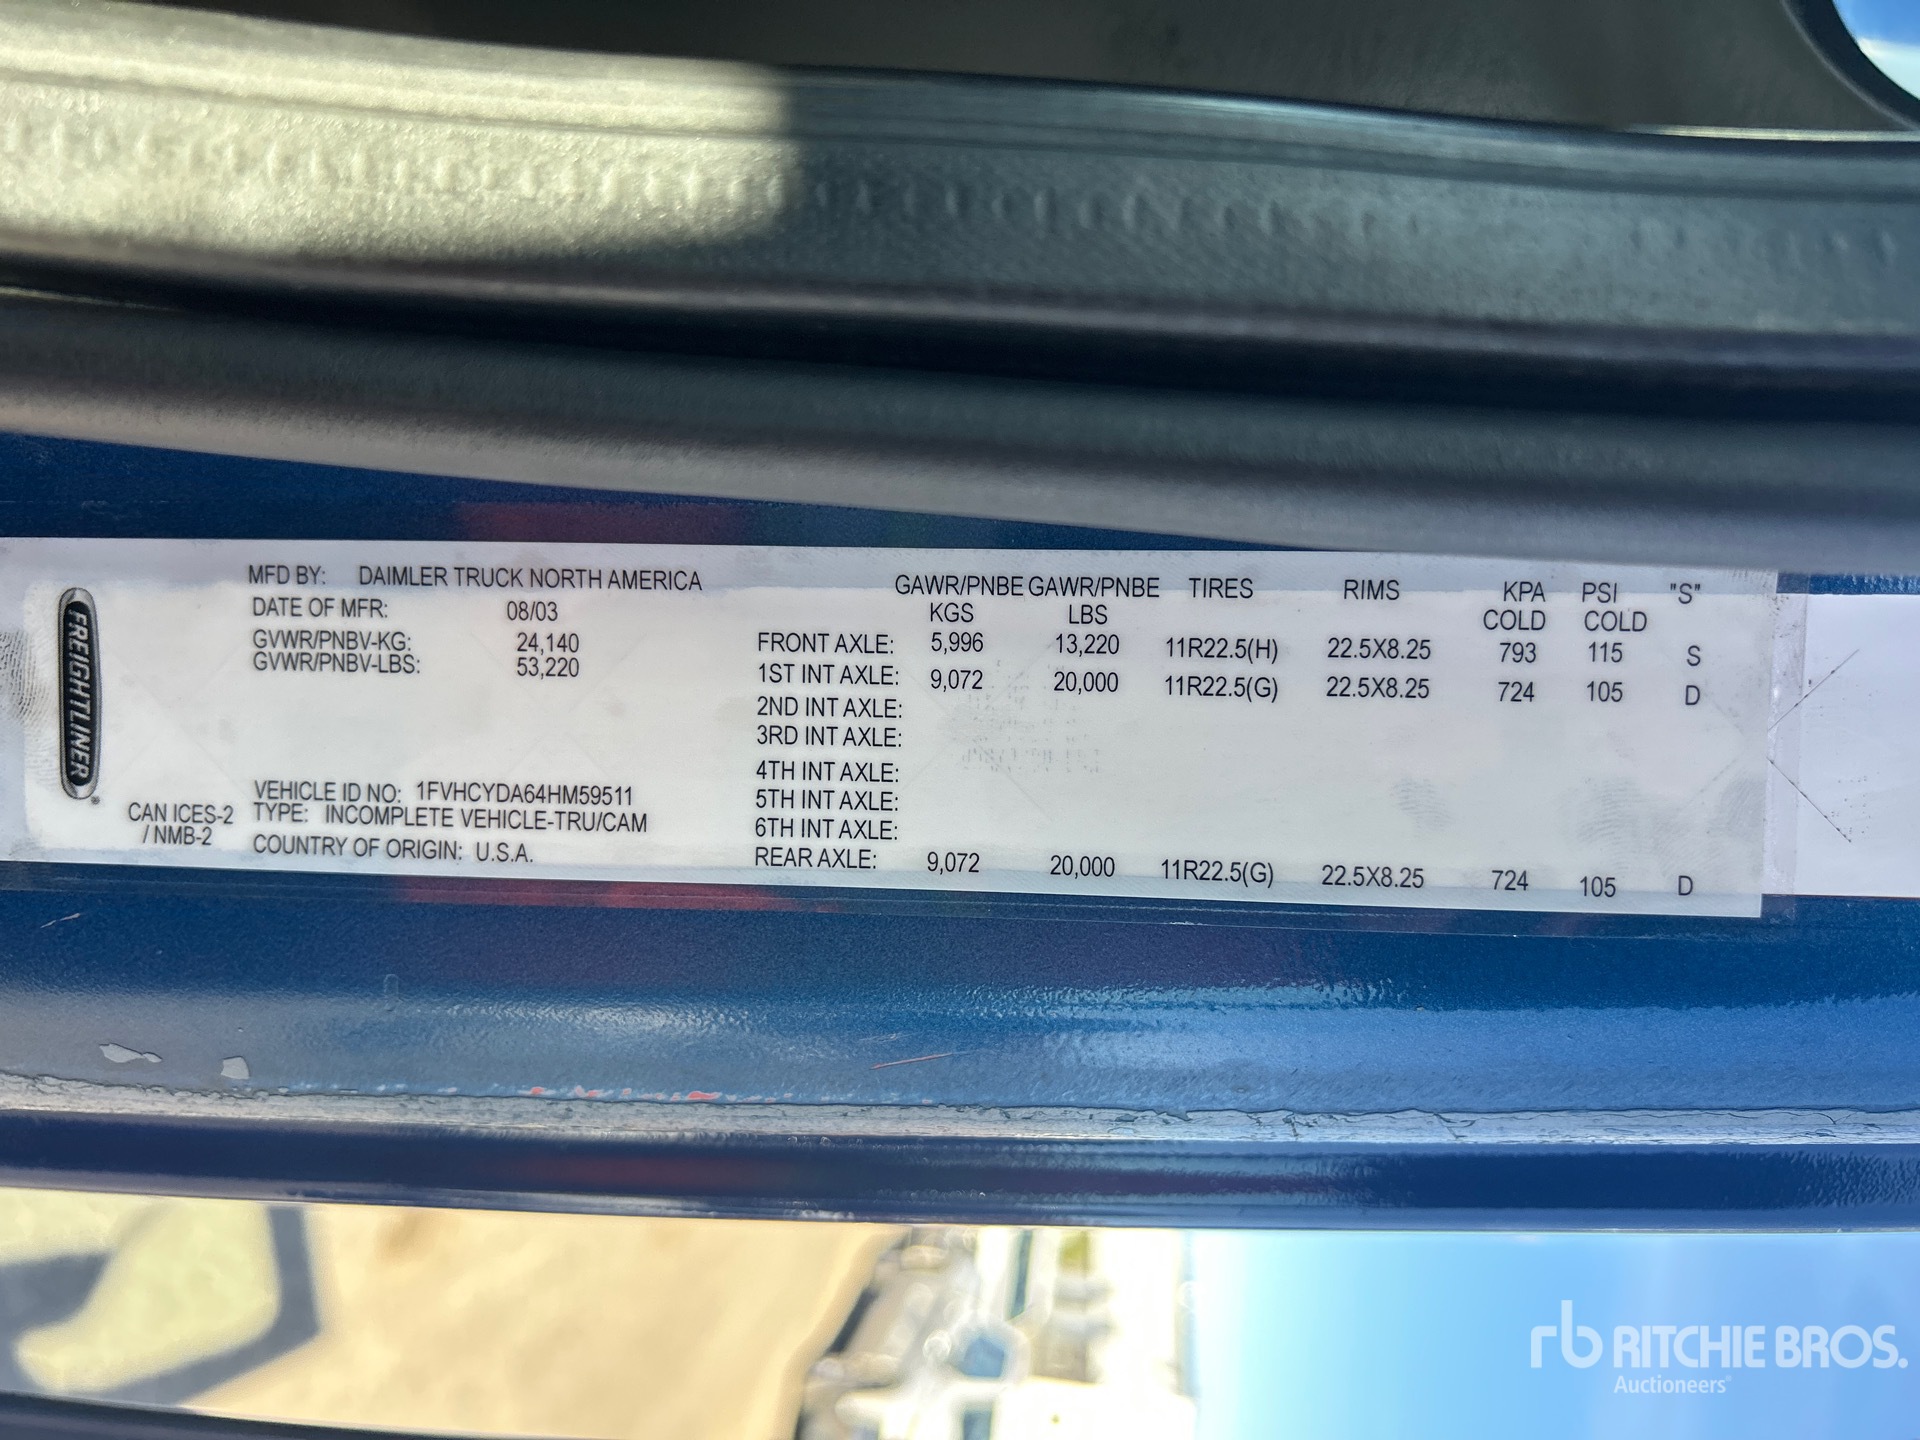 FREIGHTLINER
MFD BY: DAIMLER TRUCK NORTH AMERICA
DATE OF MFR: 08/03
GVWR/PNBV-KG: 24,140
GVWR/PNBV-LBS: 53,220
VEHICLE ID NO: 1FVHCYDA64HM59511
TYPE: INCOMPLETE VEHICLE-TRU/CAM
COUNTRY OF ORIGIN: U.S.A.
CAN ICES-2
/ NMB-2
GAWR/PNBE GAWR/PNBE TIRES RIMS KPA PSI "S"
KGS LBS COLD COLD
FRONT AXLE: 5,996 13,220 11R22.5(H) 22.5X8.25 793 115 S
1ST INT AXLE: 9,072 20,000 11R22.5(G) 22.5X8.25 724 105 D
2ND INT AXLE:
3RD INT AXLE:
4TH INT AXLE:
5TH INT AXLE:
6TH INT AXLE:
REAR AXLE: 9,072 20,000 11R22.5(G) 22.5X8.25 724 105 D
rb RITCHIE BROS.
Auctioneers